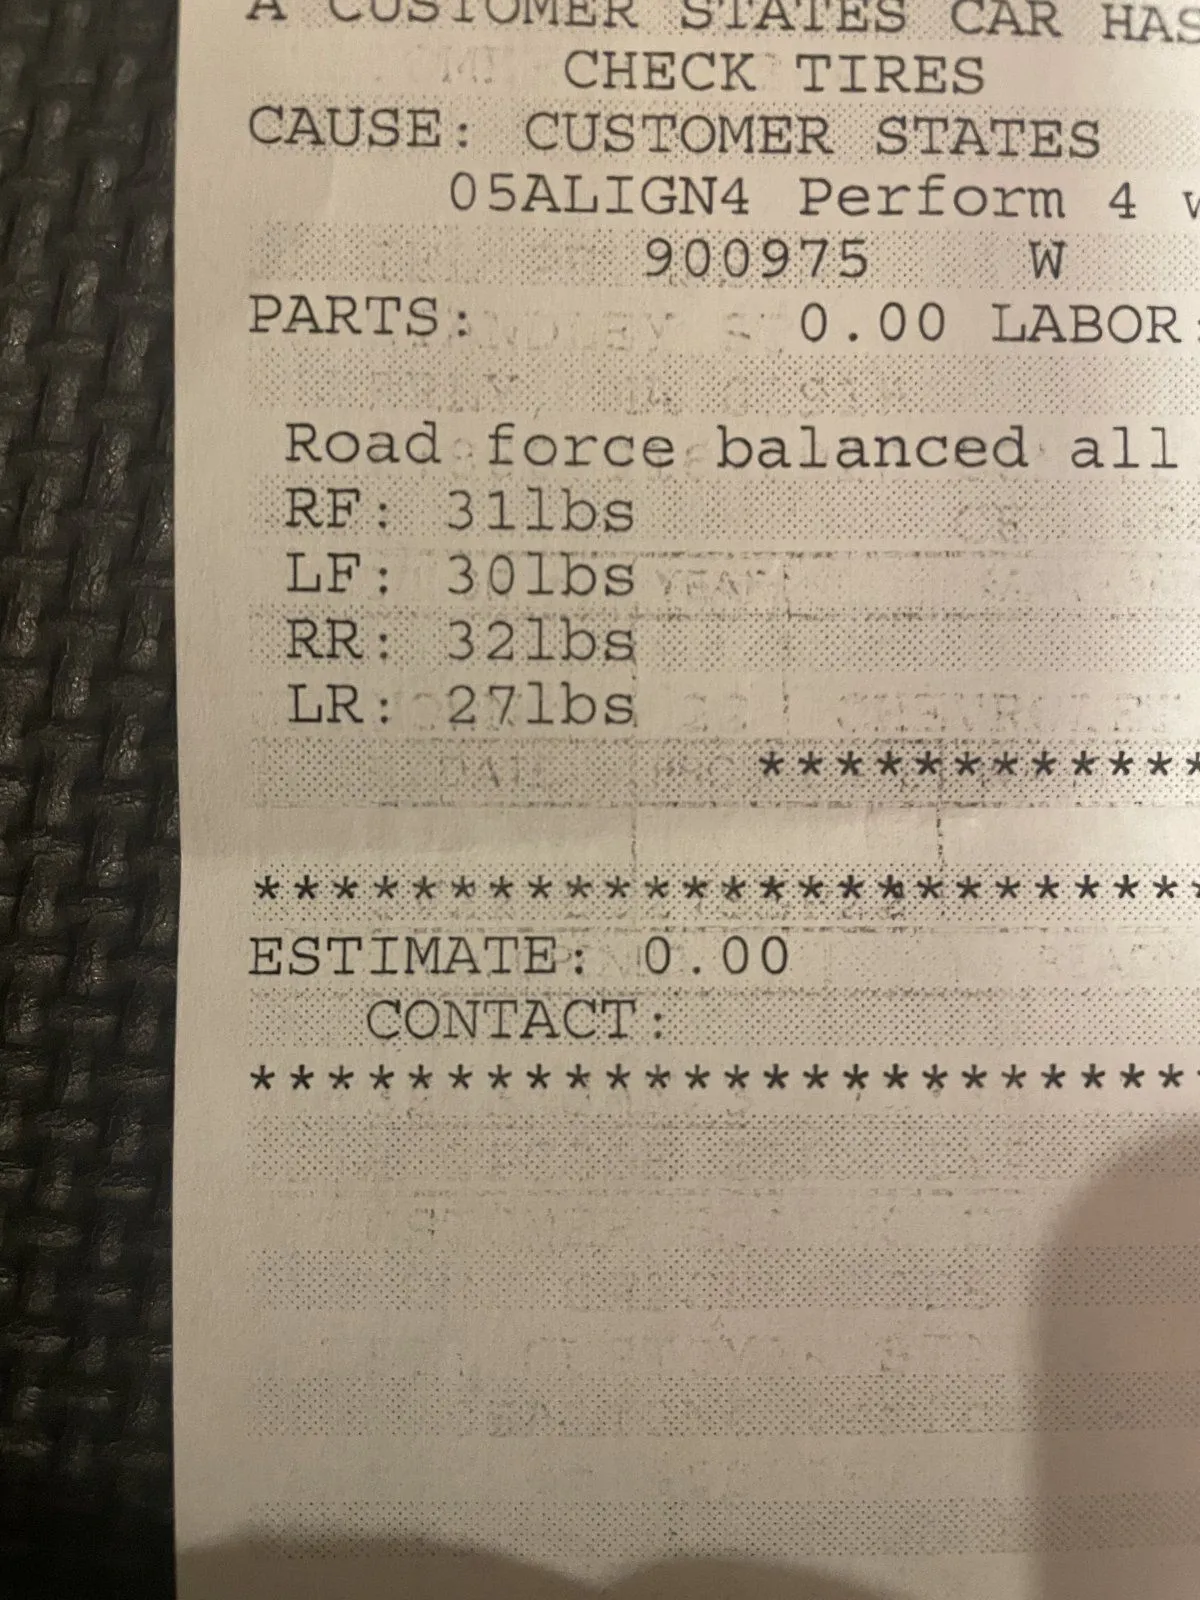 A CUSTOMER STATES CAR HAS
CHECK TIRES
CAUSE: CUSTOMER STATES
05ALIGN4 Perform 4
900975 W
PARTS: 0.00 LABOR:
Road force balanced all
RF: 31lbs
LF: 30lbs
RR: 32lbs
LR: 27lbs
************
*************************
ESTIMATE: 0.00
CONTACT:
*************************